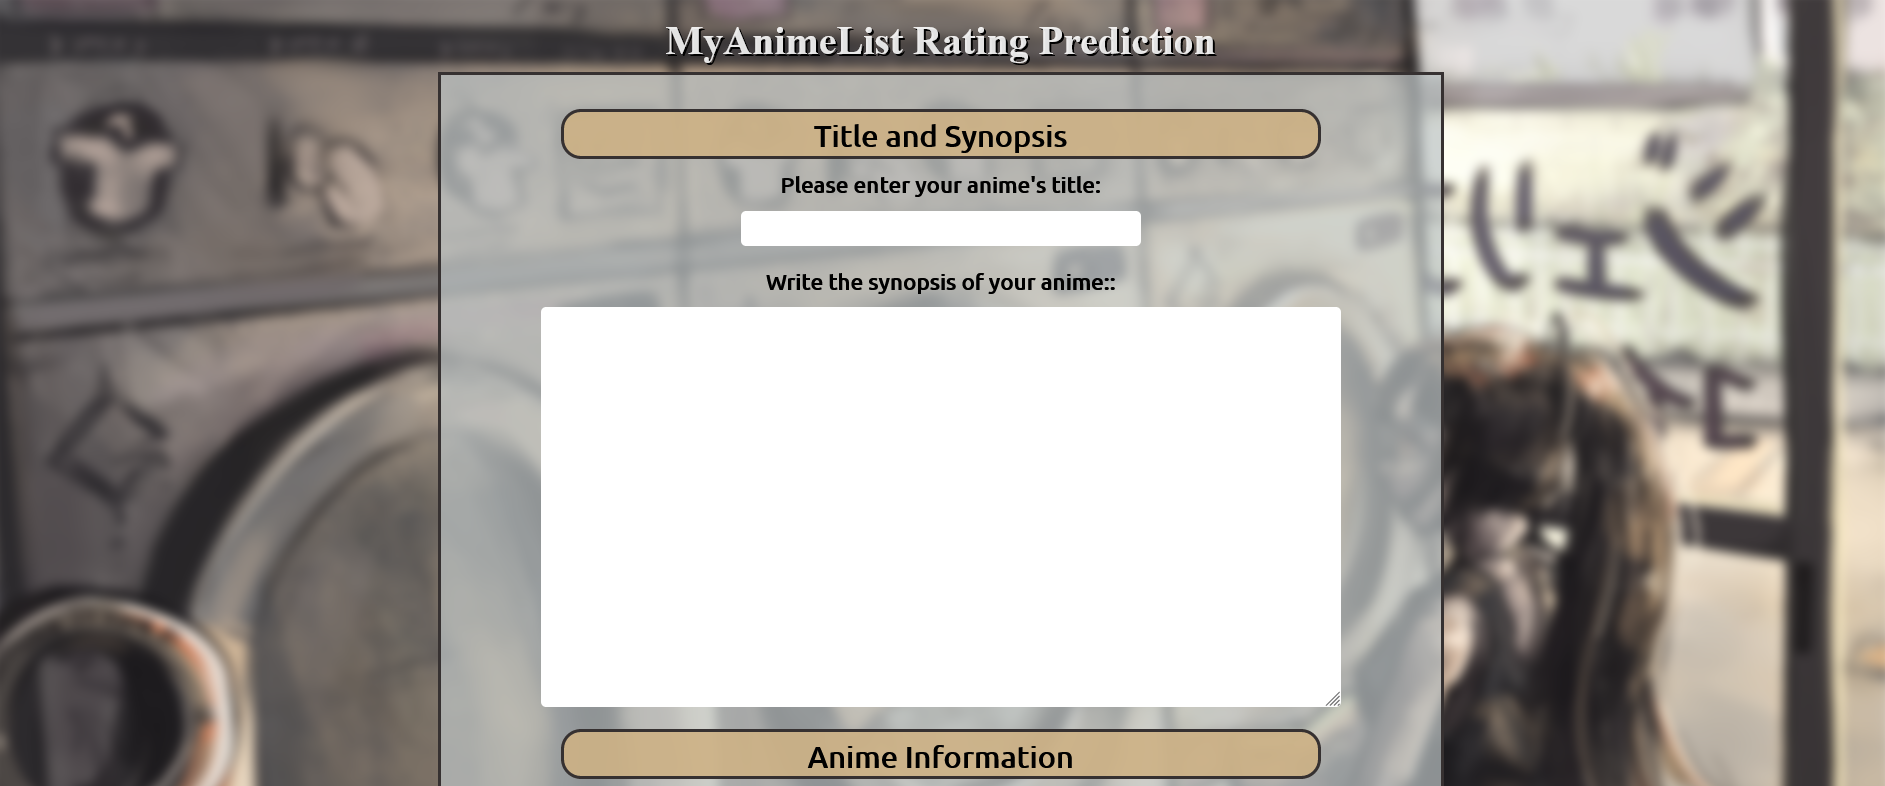 MyAnimeList Rating Prediction
Title and Synopsis
Please enter your anime's title:
Write the synopsis of your anime::
Anime Information